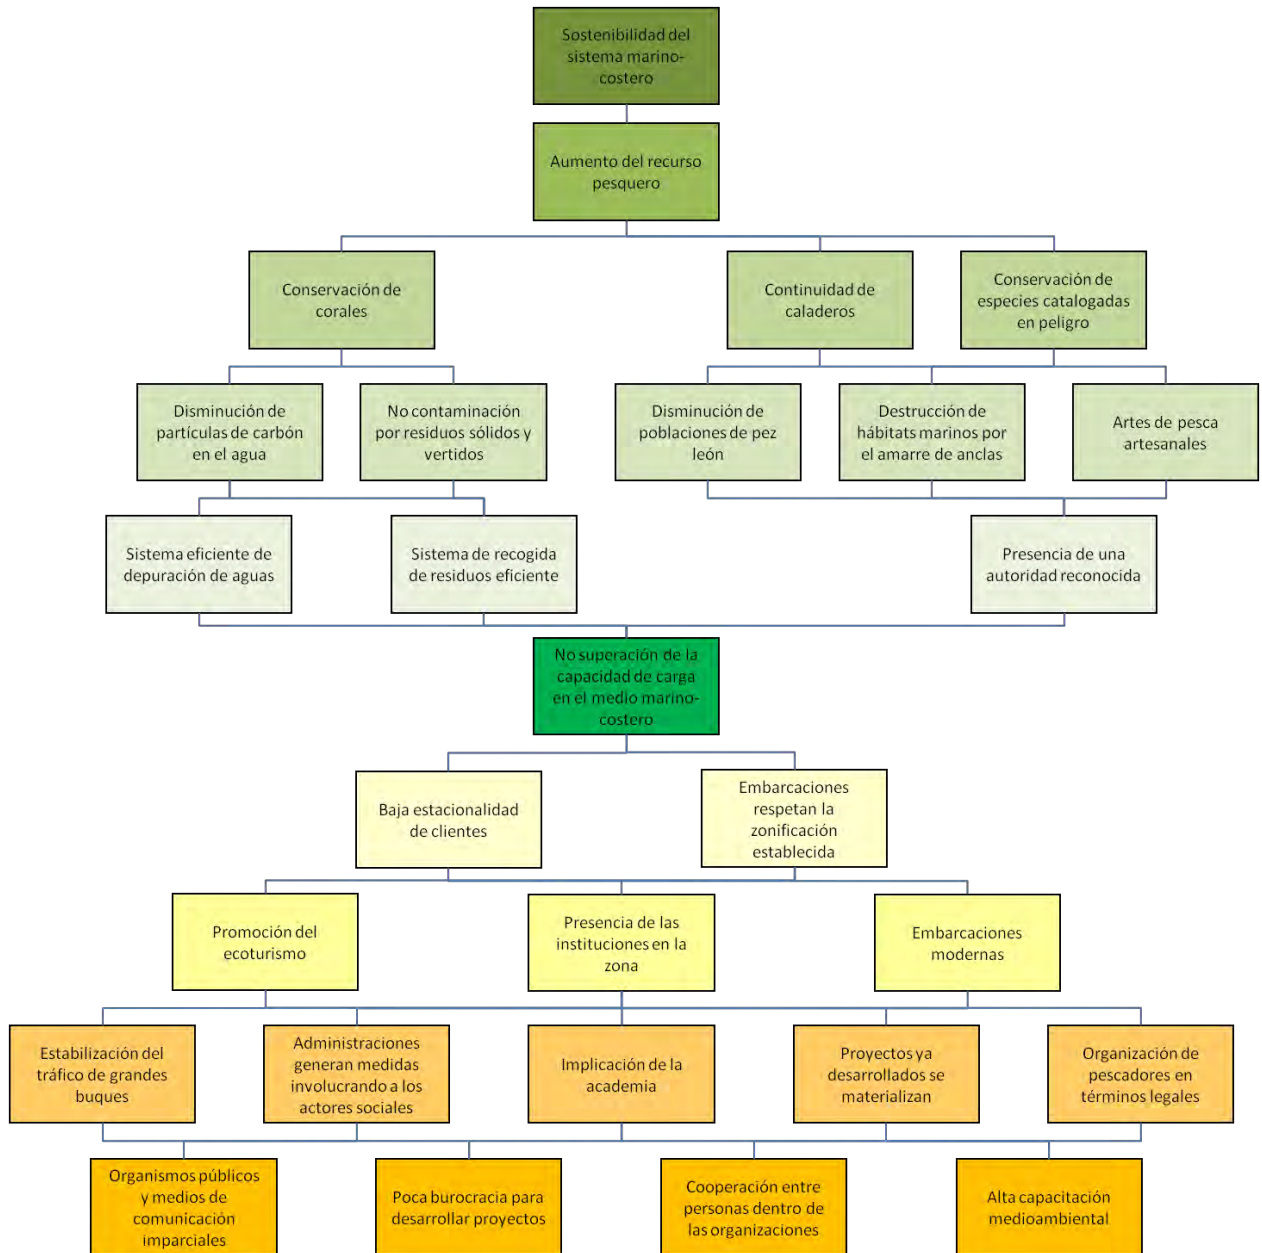 Sostenibilidad del
sistema marino-
costero
Aumento del recurso
pesquero
Conservación de
corales
Continuidad de
caladeros
Conservación de
especies catalogadas
en peligro
Disminución de
partículas de carbón
en el agua
No contaminación
por residuos sólidos y
vertidos
Disminución de
poblaciones de pez
león
Destrucción de
hábitats marinos por
el amarre de anclas
Artes de pesca
artesanales
Sistema eficiente de
depuración de aguas
Sistema de recogida
de residuos eficiente
Presencia de una
autoridad reconocida
No superación de la
capacidad de carga
en el medio marino-
costero
Baja estacionalidad
de clientes
Embarcaciones
respetan la
zonificación
establecida
Promoción del
ecoturismo
Presencia de las
instituciones en la
zona
Embarcaciones
modernas
Estabilización del
tráfico de grandes
buques
Administraciones
generan medidas
involucrando a los
actores sociales
Implicación de la
academia
Proyectos ya
desarrollados se
materializan
Organización de
pescadores en
términos legales
Organismos públicos
y medios de
comunicación
imparciales
Poca burocracia para
desarrollar proyectos
Cooperación entre
personas dentro de
las organizaciones
Alta capacitación
medioambiental